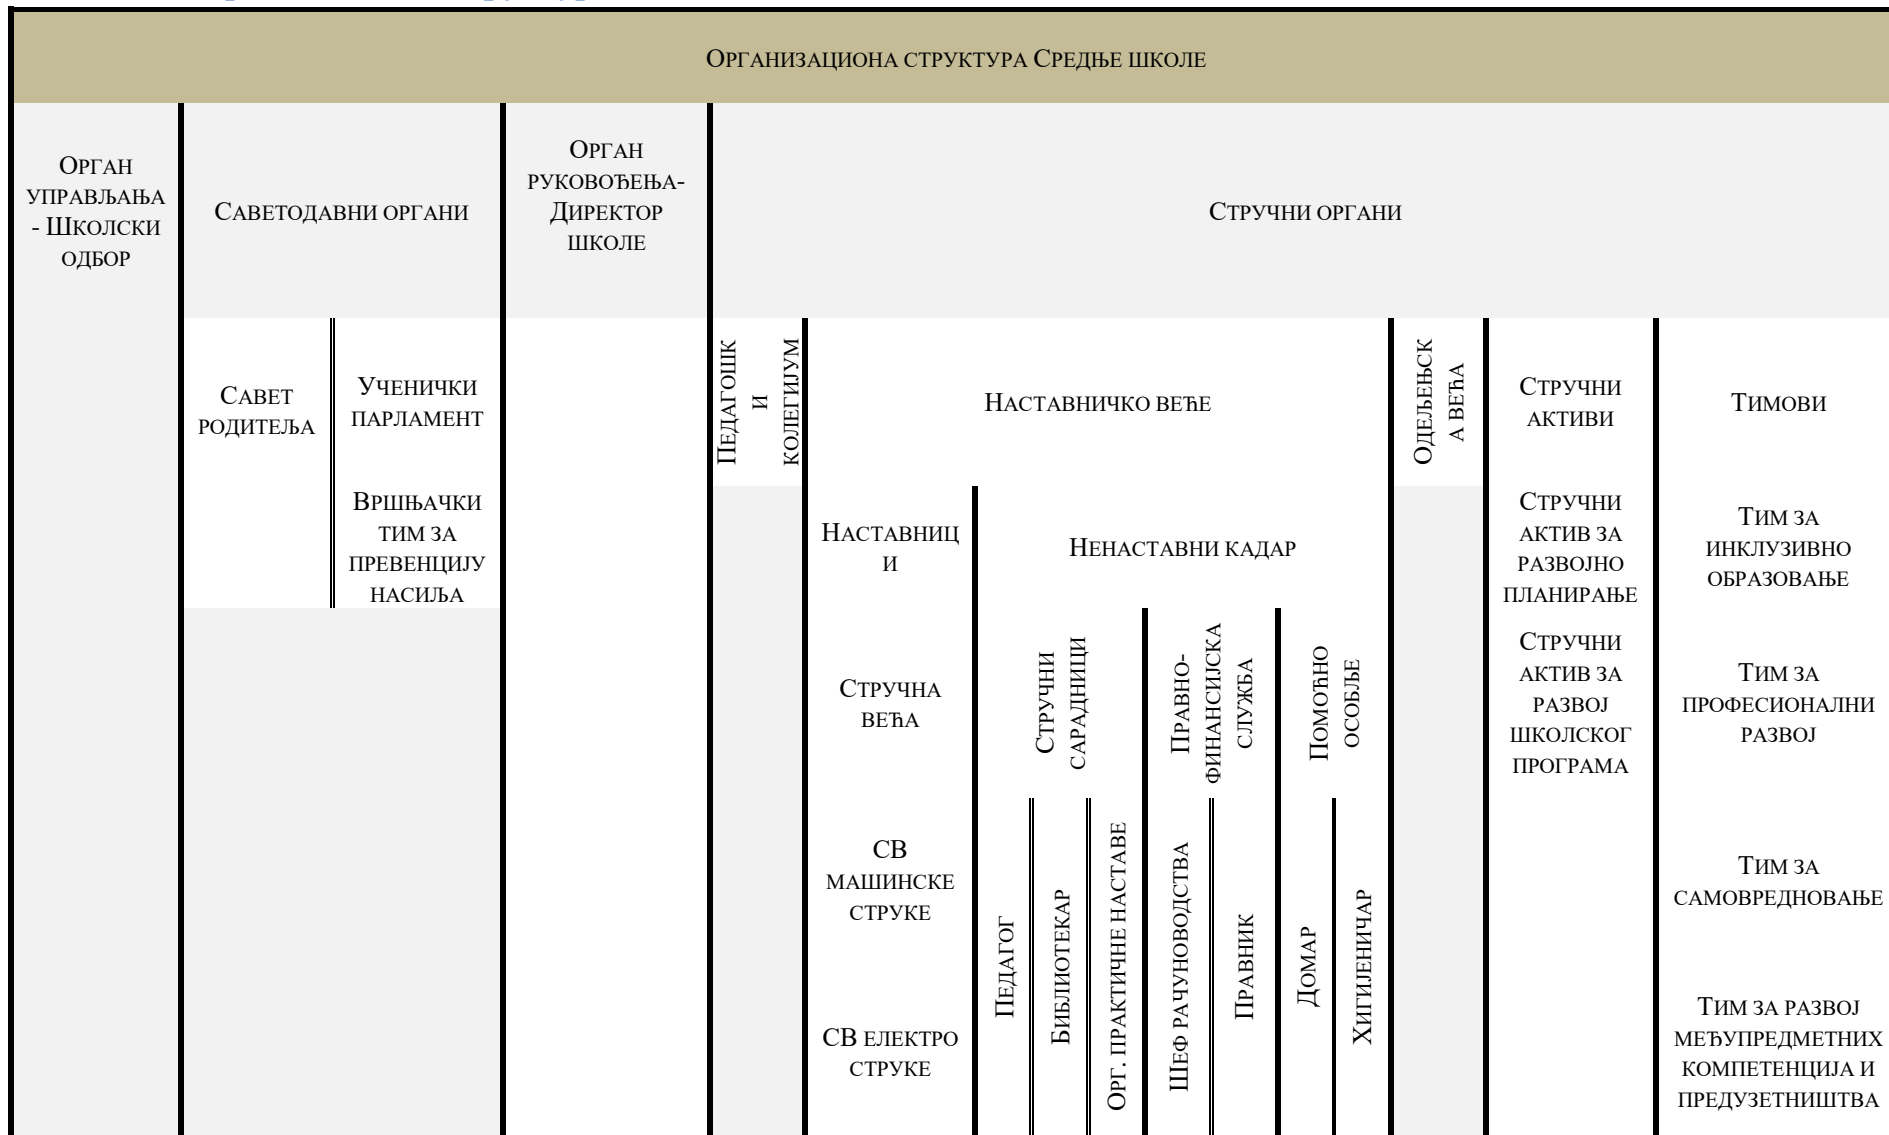 Организациона структура Средње школе
Орган
управљања
- Школски
одбор
Саветодавни органи
Орган
руковођења-
Директор
школе
Стручни органи
Савет
родитеља
Ученички
парламент
Педагошк
и
колегијум
Наставничко веће
Одељењск
а већа
Стручни
активи
Тимови
Вршњачки
тим за
превенцију
насиља
Наставниц
и
Ненаставни кадар
Стручни
актив за
развојно
планирање
Тим за
инклузивно
образовање
Стручна
већа
Стручни
сарадници
Правно-
финансијска
служба
Помоћно
особље
Стручни
актив за
развој
школског
програма
Тим за
професионални
развој
СВ
машинске
струке
СВ електро
струке
Педагог
Библиотекар
Орг. практичне наставе
Шеф рачуноводства
Правник
Домар
Хигијеничар
Тим за
самовредновање
Тим за развој
међупредметних
компетенција и
предузетништва